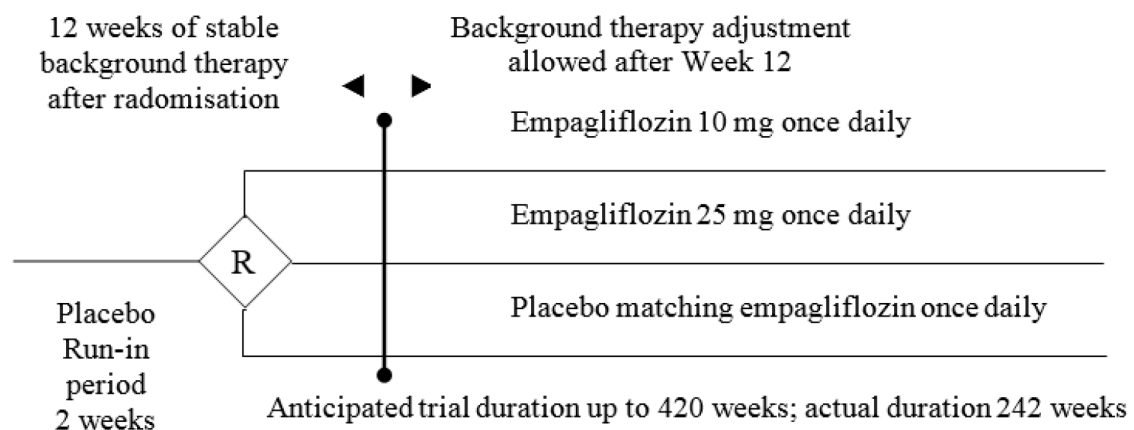 12 weeks of stable
background therapy
after radomisation
Background therapy adjustment
allowed after Week 12
Empagliflozin 10 mg once daily
Empagliflozin 25 mg once daily
R
Placebo matching empagliflozin once daily
Placebo
Run-in
period
2 weeks
Anticipated trial duration up to 420 weeks; actual duration 242 weeks